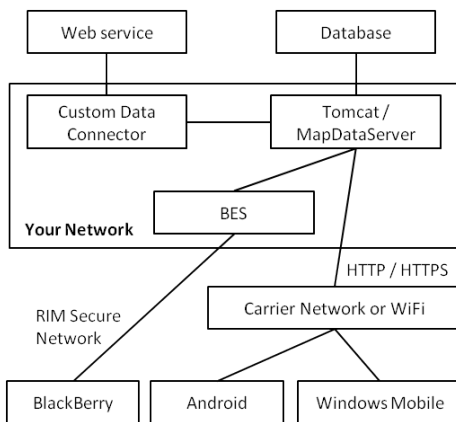 Web service
Database
Custom Data
Connector
Tomcat /
MapDataServer
BES
Your Network
HTTP / HTTPS
RIM Secure
Network
Carrier Network or WiFi
BlackBerry
Android
Windows Mobile